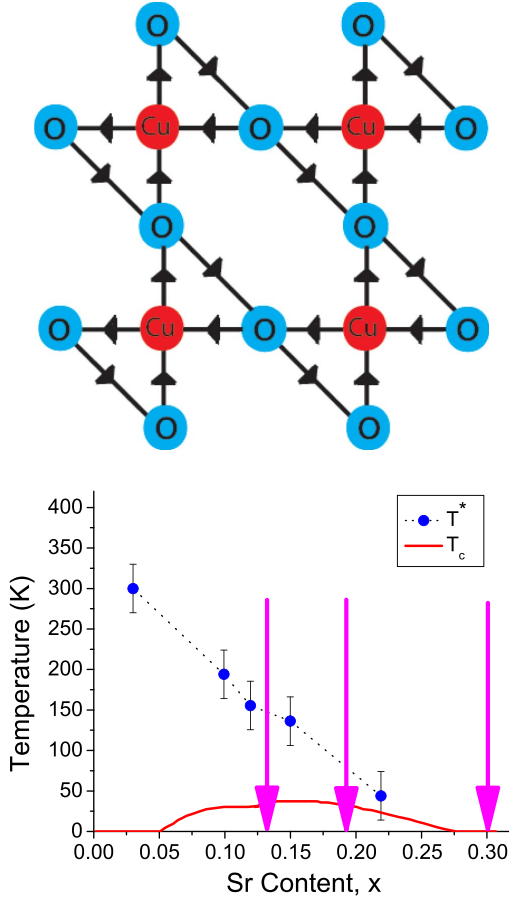 O O
O Cu O Cu O
O O
O Cu O Cu O
O O
400
350
300
250
200
150
100
50
0
Temperature (K)
T*
Tc
0.00 0.05 0.10 0.15 0.20 0.25 0.30
Sr Content, x